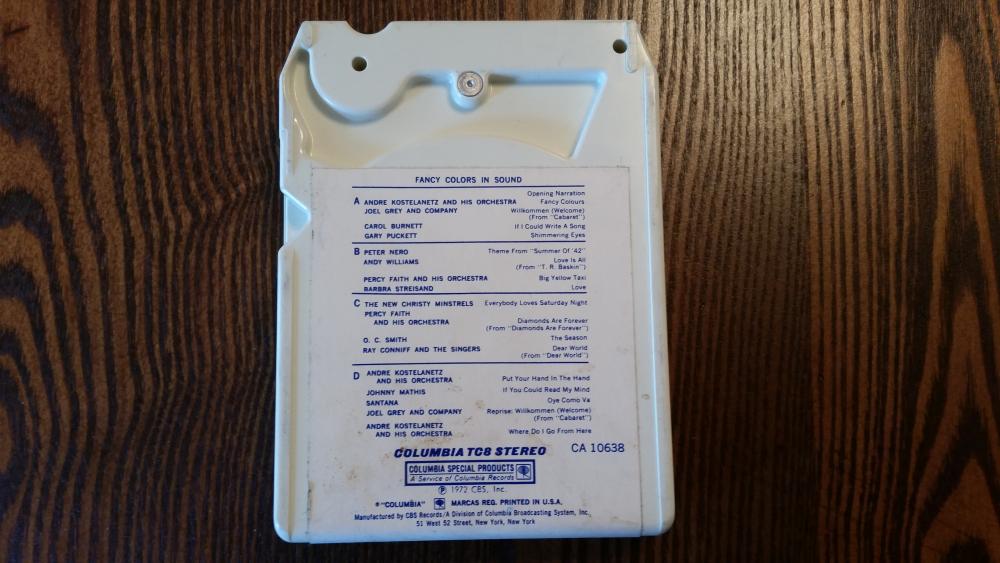 FANCY COLORS IN SOUND
Opening Narration
A ANDRE KOSTELANETZ AND HIS ORCHESTRA Fancy Colours
JOEL GREY AND COMPANY Willkommen (Welcome)
(From "Cabaret")
CAROL BURNETT If I Could Write A Song
GARY PUCKETT Shimmering Eyes
B PETER NERO Theme From "Summer Of '42"
ANDY WILLIAMS Love Is All
(From "T. R. Baskin")
PERCY FAITH AND HIS ORCHESTRA Big Yellow Taxi
BARBRA STREISAND Love
C THE NEW CHRISTY MINSTRELS Everybody Loves Saturday Night
PERCY FAITH
AND HIS ORCHESTRA Diamonds Are Forever
(From "Diamonds Are Forever")
O. C. SMITH The Season
RAY CONNIFF AND THE SINGERS Dear World
(From "Dear World")
D ANDRE KOSTELANETZ
AND HIS ORCHESTRA Put Your Hand In The Hand
JOHNNY MATHIS If You Could Read My Mind
SANTANA Oye Como Va
JOEL GREY AND COMPANY Reprise: Willkommen (Welcome)
(From "Cabaret")
ANDRE KOSTELANETZ
AND HIS ORCHESTRA Where Do I Go From Here
COLUMBIA TC8 STEREO CA 10638
COLUMBIA SPECIAL PRODUCTS
A Service of Columbia Records
℗ 1972 CBS, Inc.
® "COLUMBIA" MARCAS REG. PRINTED IN U.S.A.
Manufactured by CBS Records/A Division of Columbia Broadcasting System, Inc.,
51 West 52 Street, New York, New York